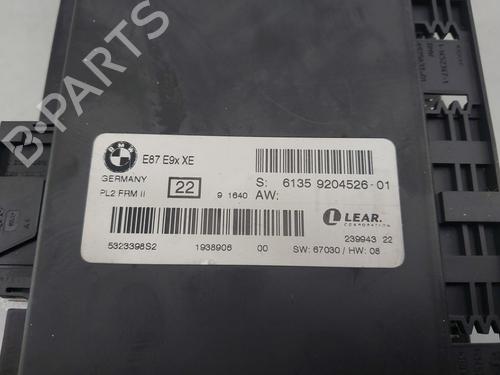 B-PARTS
BMW
E87 E9x XE
GERMANY
PL2 FRM II
22
9 1640
S: 6135 9204526-01
AW:
LEAR.
CORPORATION
239943 22
5323398S2
1938906
00
SW: 67030 / HW: 08